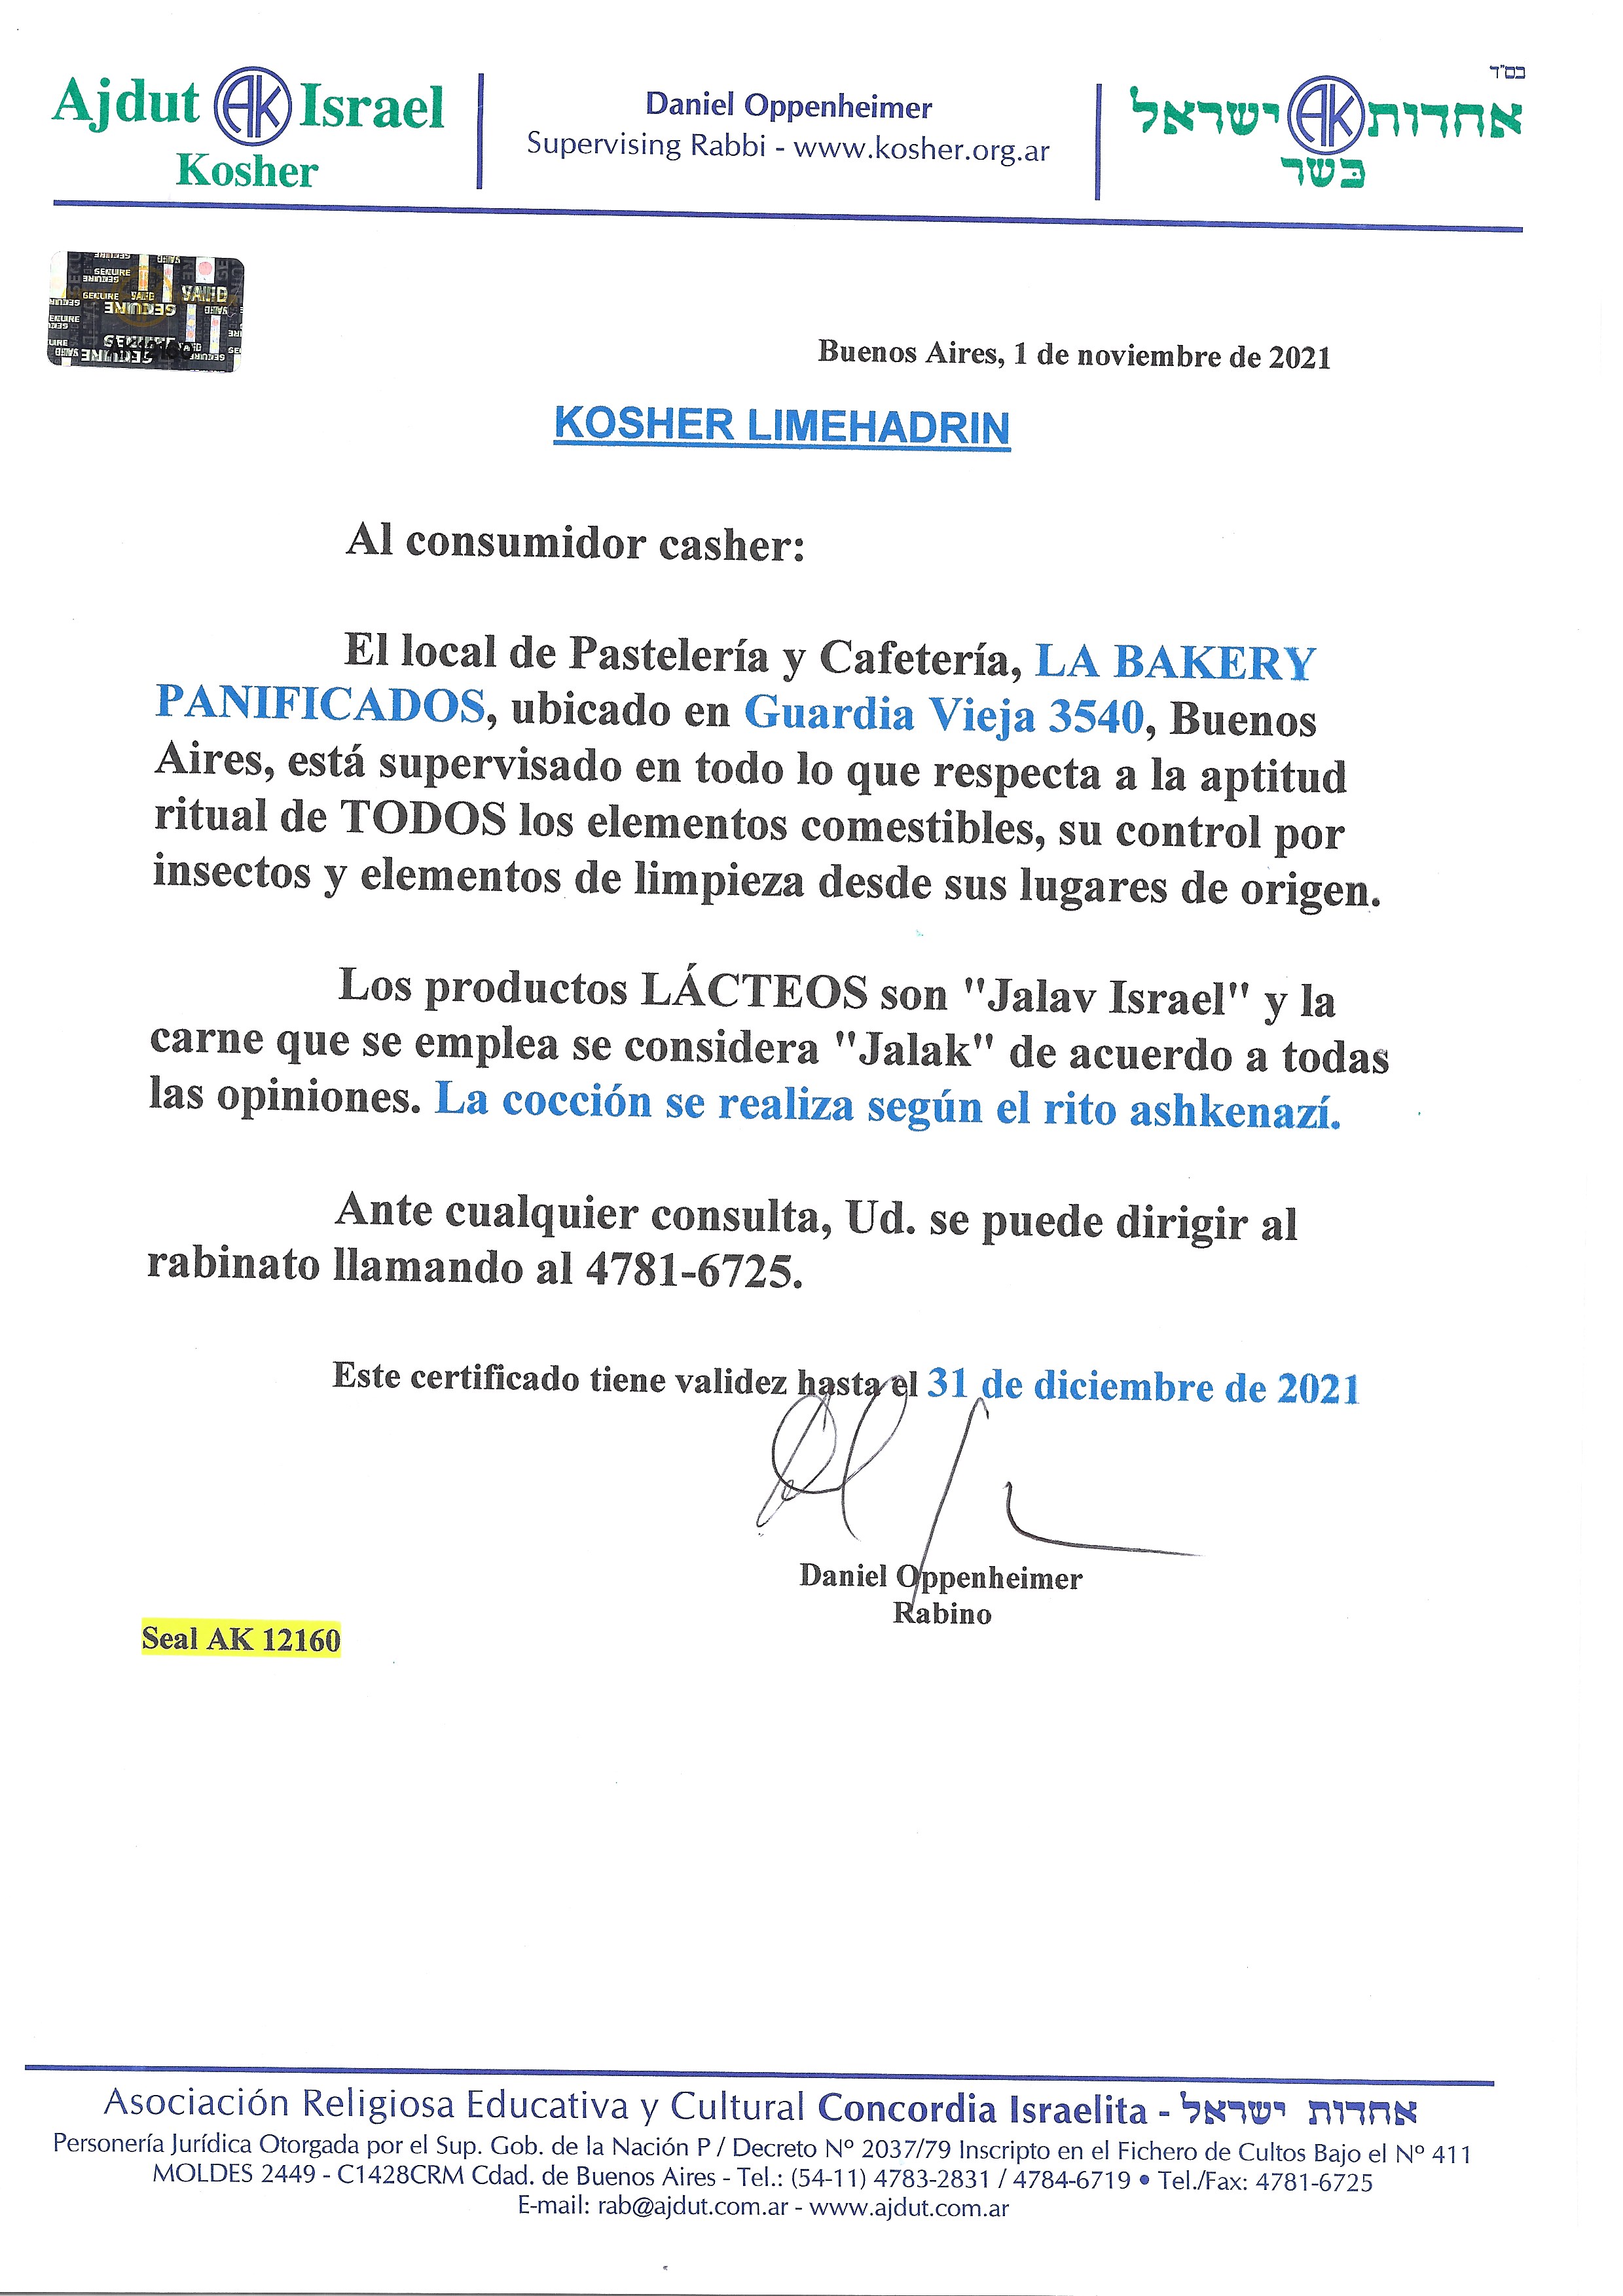 בס"ד
Ajdut AK Israel
Kosher
Daniel Oppenheimer
Supervising Rabbi - www.kosher.org.ar
אחדות AK ישראל
כשר
SECURE
VALID
AK12160
Buenos Aires, 1 de noviembre de 2021
KOSHER LIMEHADRIN
Al consumidor casher:
El local de Pastelería y Cafetería, LA BAKERY
PANIFICADOS, ubicado en Guardia Vieja 3540, Buenos
Aires, está supervisado en todo lo que respecta a la aptitud
ritual de TODOS los elementos comestibles, su control por
insectos y elementos de limpieza desde sus lugares de origen.
Los productos LÁCTEOS son "Jalav Israel" y la
carne que se emplea se considera "Jalak" de acuerdo a todas
las opiniones. La cocción se realiza según el rito ashkenazí.
Ante cualquier consulta, Ud. se puede dirigir al
rabinato llamando al 4781-6725.
Este certificado tiene validez hasta el 31 de diciembre de 2021
Daniel Oppenheimer
Rabino
Seal AK 12160
Asociación Religiosa Educativa y Cultural Concordia Israelita - אחדות ישראל
Personería Jurídica Otorgada por el Sup. Gob. de la Nación P / Decreto Nº 2037/79 Inscripto en el Fichero de Cultos Bajo el Nº 411
MOLDES 2449 - C1428CRM Cdad. de Buenos Aires - Tel.: (54-11) 4783-2831 / 4784-6719 • Tel./Fax: 4781-6725
E-mail: rab@ajdut.com.ar - www.ajdut.com.ar